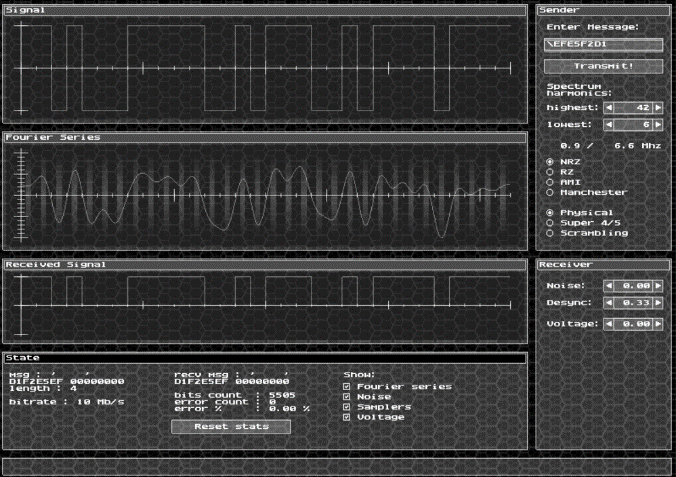 Signal
Fourier Series
Received Signal
State
msg : '     '
D1F2E5EF 00000000
length : 4
bitrate : 10 Mb/s
recv msg : '     '
D1F2E5EF 00000000
bits count : 5505
error count : 0
error % : 0.00 %
Reset stats
Show:
Fourier series
Noise
Samplers
Voltage
Sender
Enter Message:
\EFE5F2D1
Transmit!
Spectrum
harmonics:
highest: 42
lowest: 6
0.9 / 6.6 Mhz
NRZ
RZ
AMI
Manchester
Physical
Super 4/5
Scrambling
Receiver
Noise: 0.00
Desync: 0.33
Voltage: 0.00